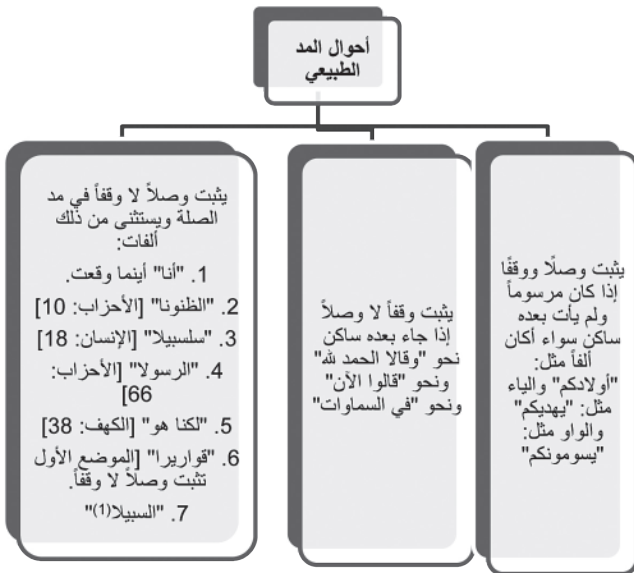 أحوال المد
الطبيعي
يثبت وصلًا ووقفًا
إذا كان مرسوماً
ولم يأت بعده
ساكن سواء أكان
ألفاً مثل:
"أولادكم" والياء
مثل: "يهديكم"
والواو مثل:
"يسومونكم"
يثبت وقفاً لا وصلاً
إذا جاء بعده ساكن
نحو "وقالا الحمد لله"
ونحو "قالوا الآن"
ونحو "في السماوات"
يثبت وصلاً لا وقفاً في مد
الصلة ويستثنى من ذلك
ألفات:
1. "أنا" أينما وقعت.
2. "الظنونا" [الأحزاب: 10]
3. "سلسبيلا" [الإنسان: 18]
4. "الرسولا" [الأحزاب:
66]
5. "لكنا هو" [الكهف: 38]
6. "قواريرا" [الموضع الأول
تثبت وصلاً لا وقفاً.
7. "السبيلا(1)"